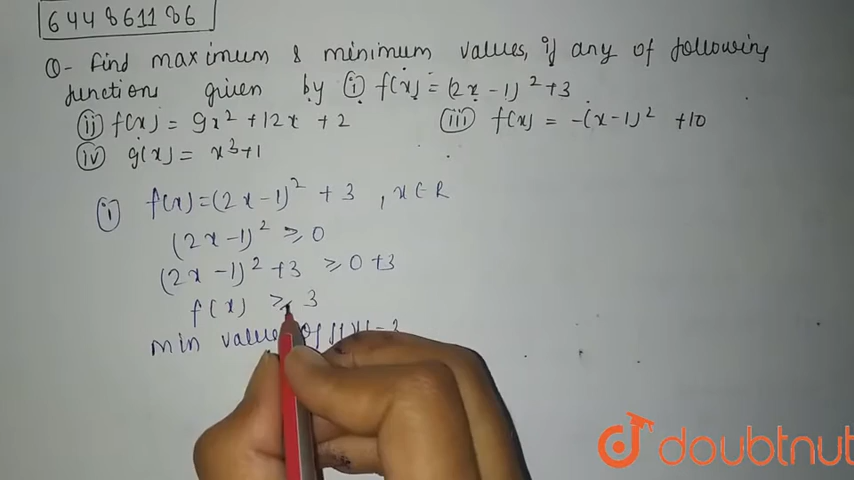 644861186
Q- Find maximum & minimum values, if any of following
functions given by (i) f(x) = (2x - 1)² + 3
(ii) f(x) = 9x² + 12x + 2 (iii) f(x) = -(x-1)² + 10
(iv) g(x) = x³ + 1
(i) f(x) = (2x - 1)² + 3 , x ∈ R
(2x - 1)² ≥ 0
(2x - 1)² + 3 ≥ 0 + 3
f(x) ≥ 3
min value of
doubtnut